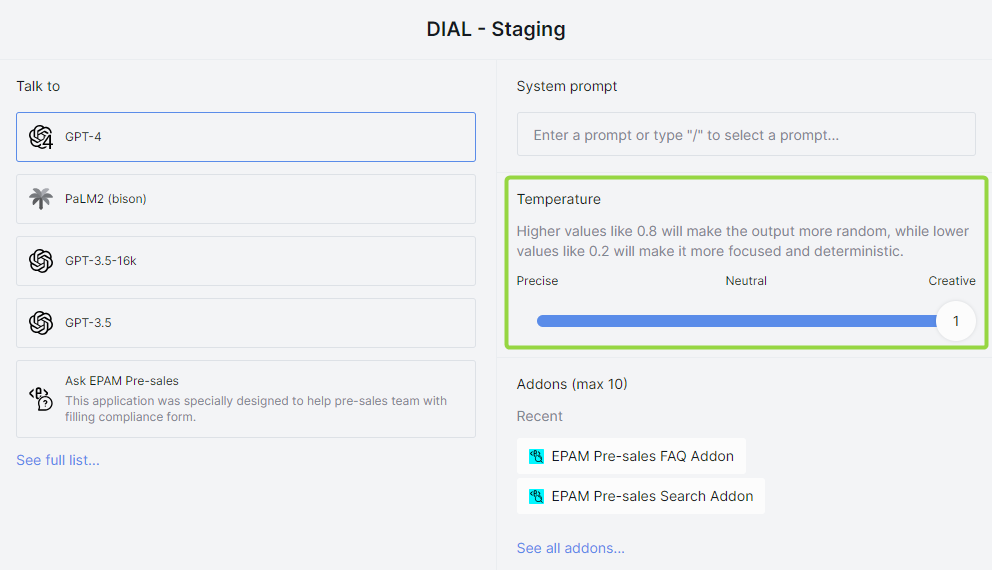 DIAL - Staging
Talk to
GPT-4
PaLM2 (bison)
GPT-3.5-16k
GPT-3.5
Ask EPAM Pre-sales
This application was specially designed to help pre-sales team with
filling compliance form.
See full list...
System prompt
Enter a prompt or type "/" to select a prompt...
Temperature
Higher values like 0.8 will make the output more random, while lower
values like 0.2 will make it more focused and deterministic.
Precise Neutral Creative
1
Addons (max 10)
Recent
EPAM Pre-sales FAQ Addon
EPAM Pre-sales Search Addon
See all addons...